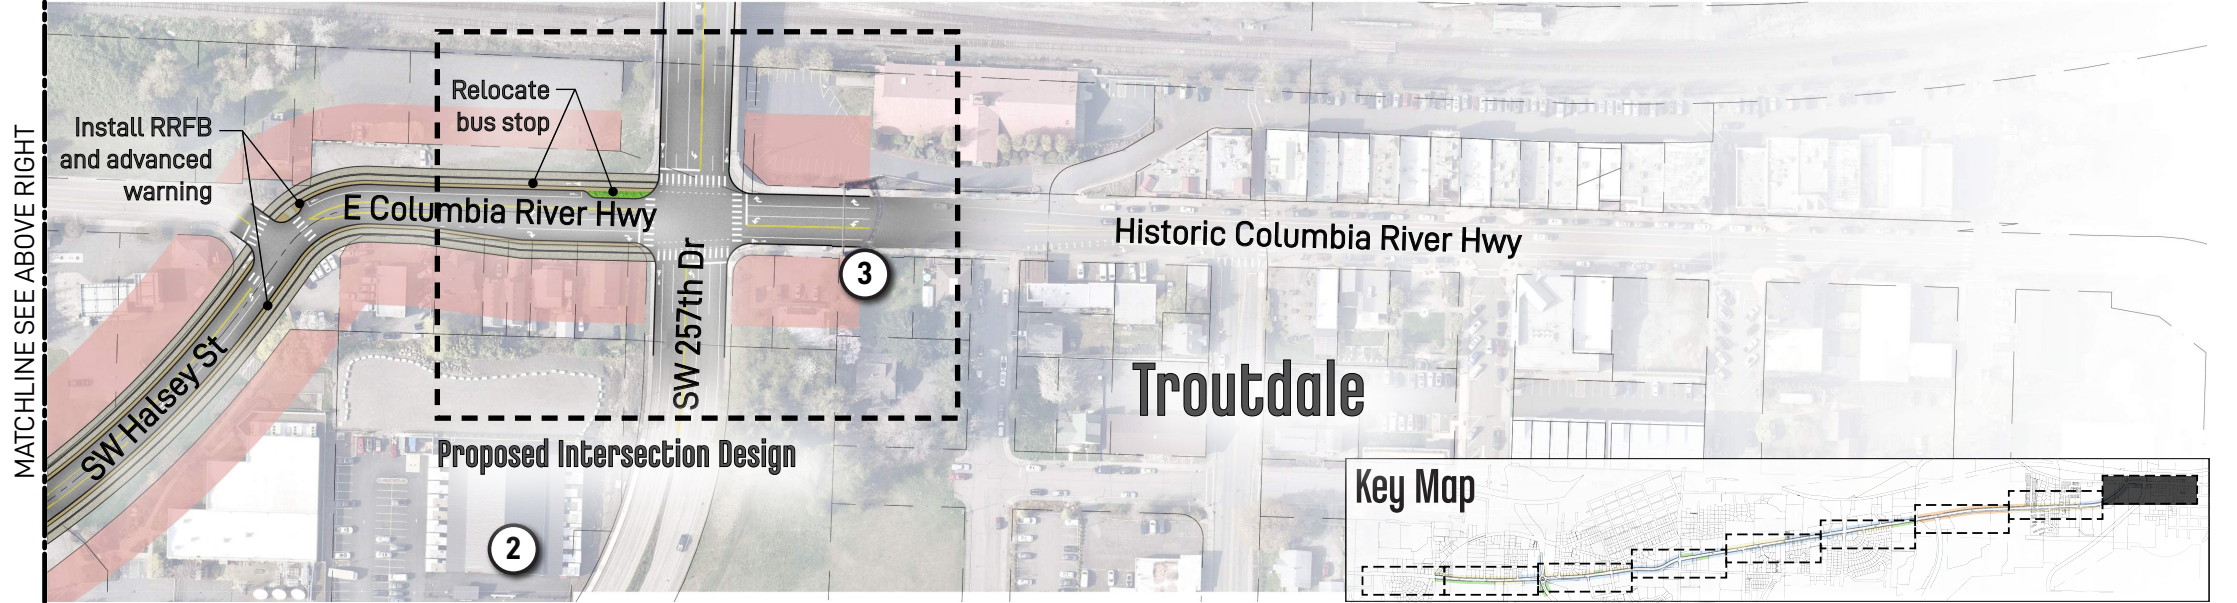 MATCHLINE SEE ABOVE RIGHT
Install RRFB
and advanced
warning
Relocate
bus stop
E Columbia River Hwy
Historic Columbia River Hwy
SW 257th Dr
SW Halsey St
3
Troutdale
Proposed Intersection Design
2
Key Map